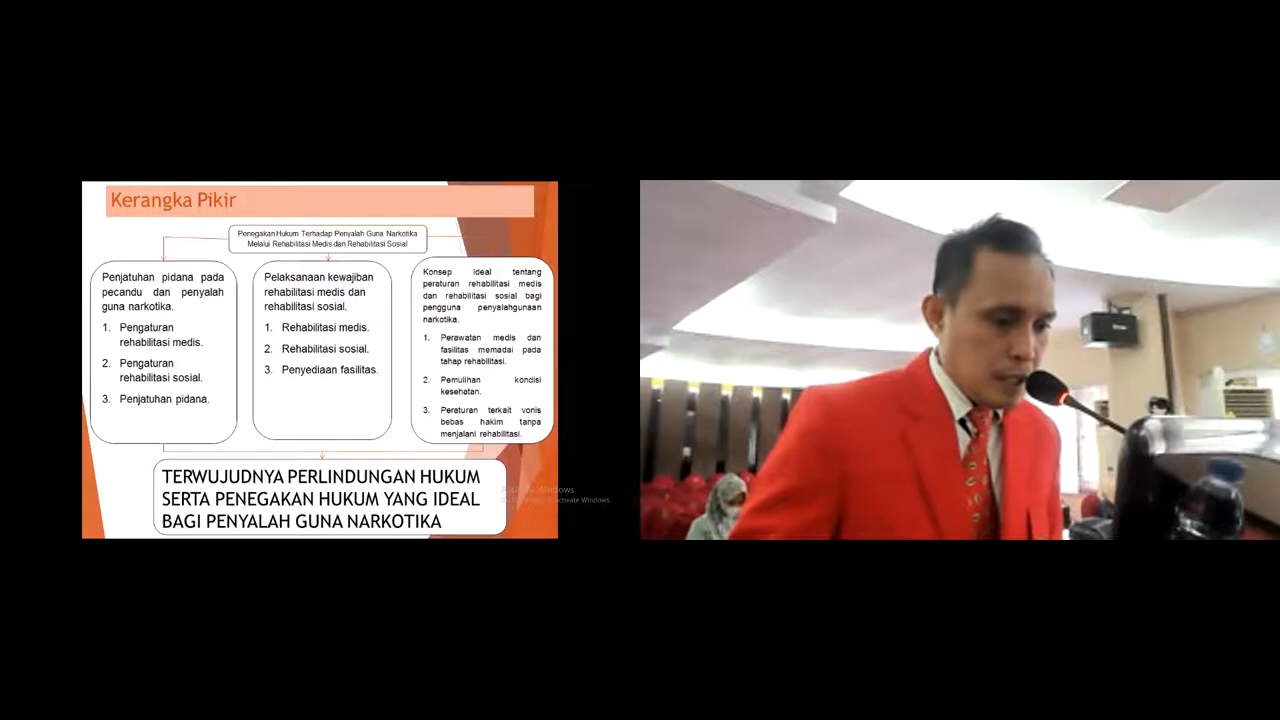 Kerangka Pikir
Penegakan Hukum Terhadap Penyalah Guna Narkotika
Melalui Rehabilitasi Medis dan Rehabilitasi Sosial
Penjatuhan pidana pada
pecandu dan penyalah
guna narkotika.
1. Pengaturan
rehabilitasi medis.
2. Pengaturan
rehabilitasi sosial.
3. Penjatuhan pidana.
Pelaksanaan kewajiban
rehabilitasi medis dan
rehabilitasi sosial.
1. Rehabilitasi medis.
2. Rehabilitasi sosial.
3. Penyediaan fasilitas.
Konsep ideal tentang
peraturan rehabilitasi medis
dan rehabilitasi sosial bagi
pengguna penyalahgunaan
narkotika.
1. Perawatan medis dan
fasilitas memadai pada
tahap rehabilitasi.
2. Pemulihan kondisi
kesehatan.
3. Peraturan terkait vonis
bebas hakim tanpa
menjalani rehabilitasi.
TERWUJUDNYA PERLINDUNGAN HUKUM
SERTA PENEGAKAN HUKUM YANG IDEAL
BAGI PENYALAH GUNA NARKOTIKA
Windows
activate Windows.